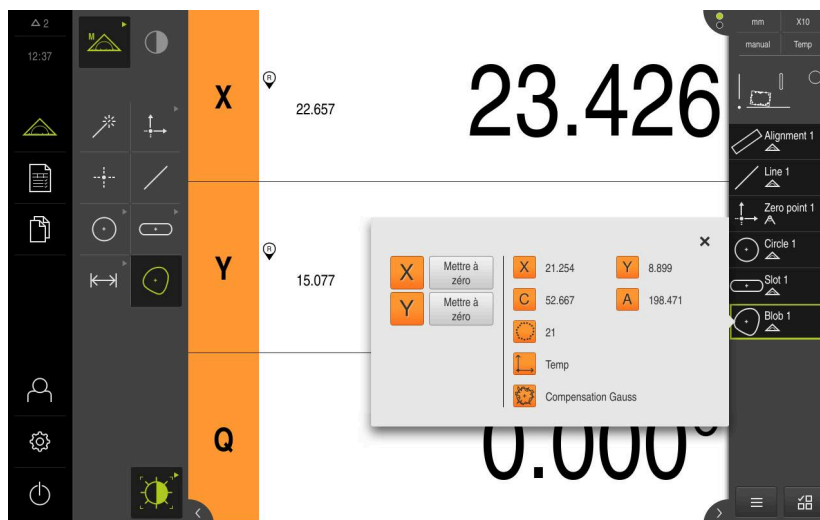 2
12:37
M
X
R
22.657
23.426
mm
X10
manual
Temp
Alignment 1
Line 1
Zero point 1
Circle 1
Slot 1
Blob 1
Y
R
15.077
X
Mettre à
zéro
Y
Mettre à
zéro
X
21.254
Y
8.899
C
52.667
A
198.471
21
Temp
Compensation Gauss
Q
0.000°